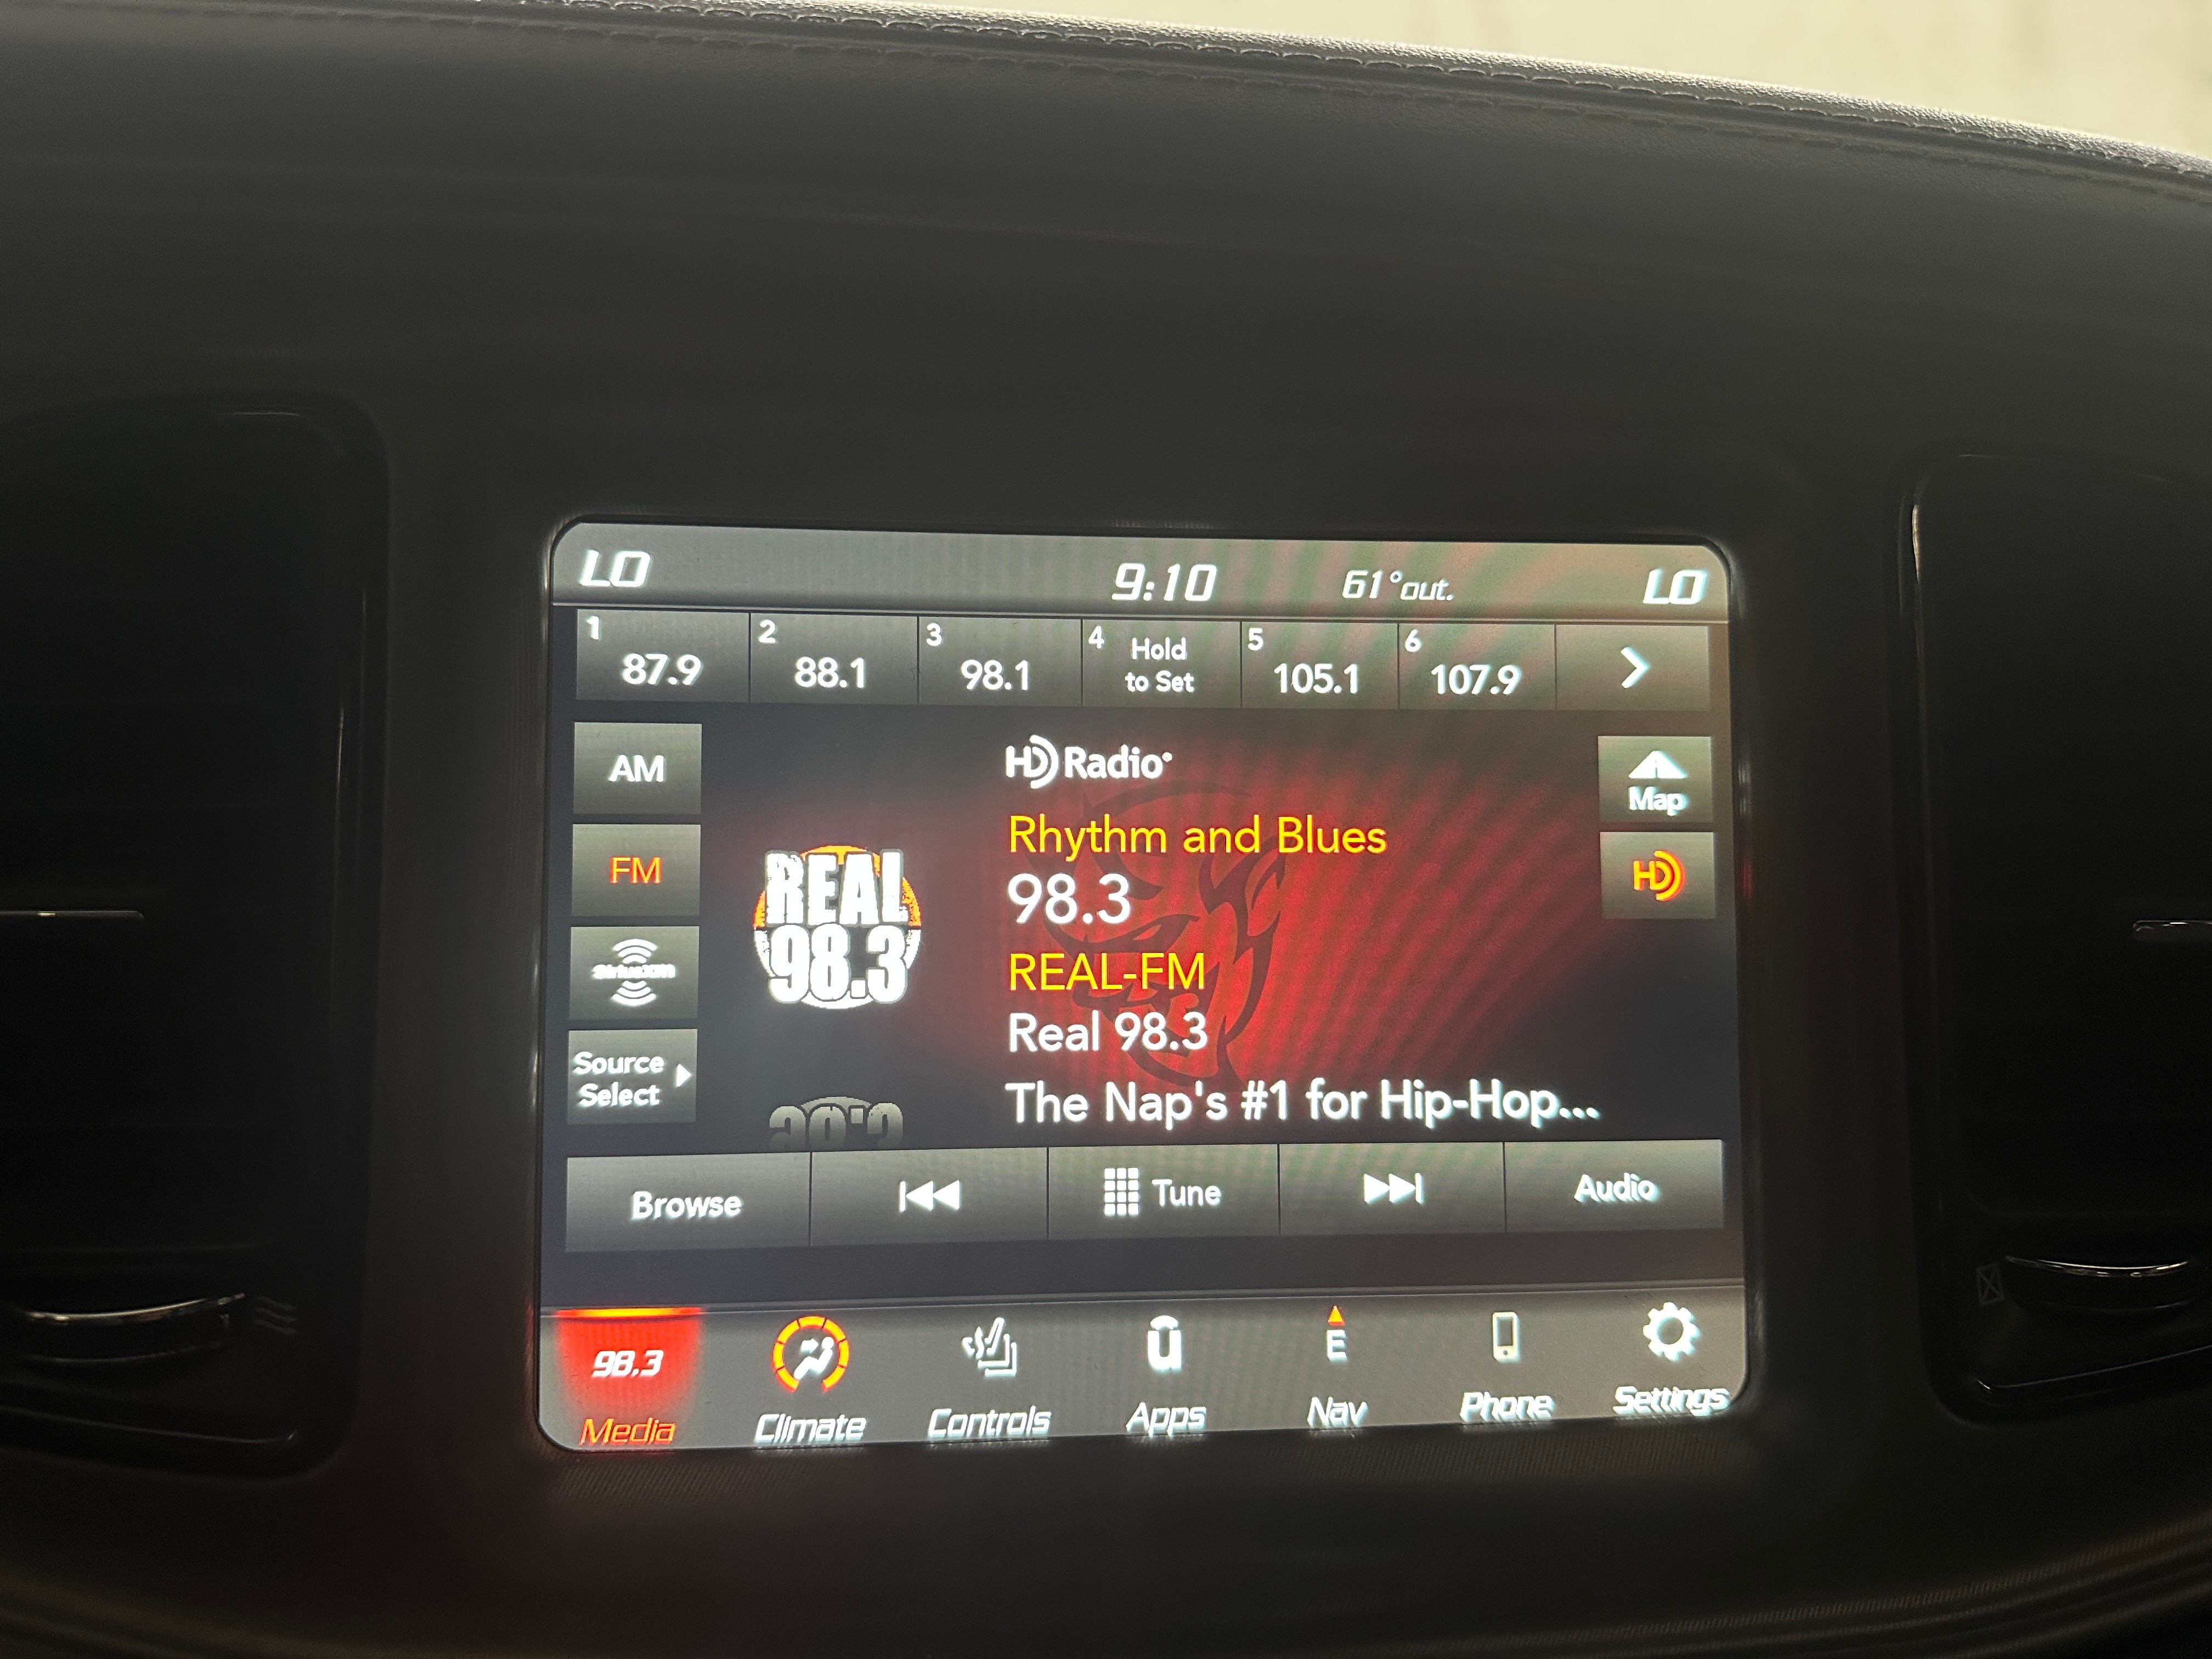 LO 9:10 61°out. LO
1 87.9 2 88.1 3 98.1 4 Hold to Set 5 105.1 6 107.9
AM
FM
SiriusXM
Source
Select
REAL
98.3
HD Radio
Rhythm and Blues
98.3
REAL-FM
Real 98.3
The Nap's #1 for Hip-Hop...
Map
HD
Browse Tune Audio
98.3 E
Media Climate Controls Apps Nav Phone Settings